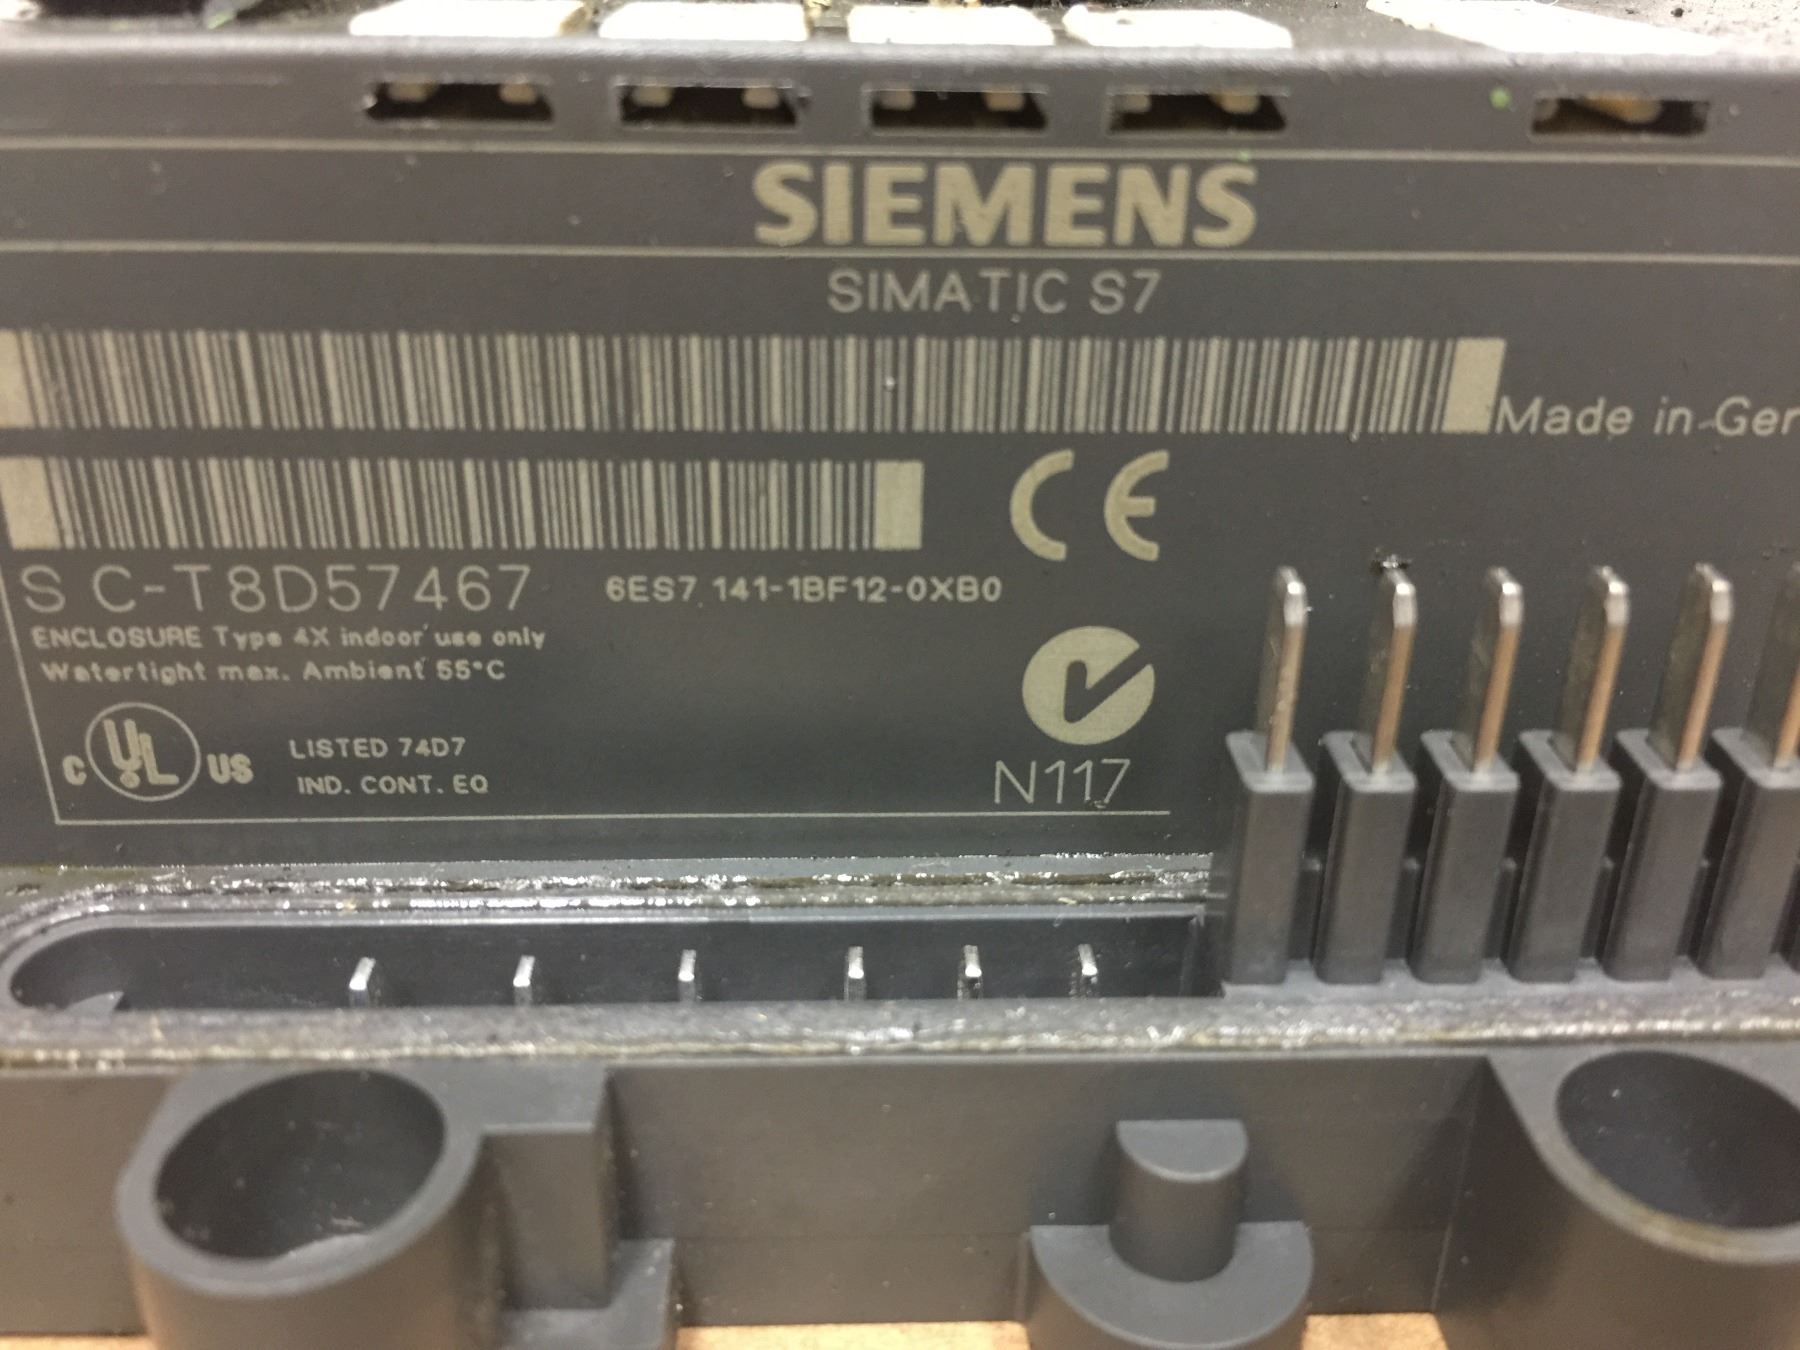 SIEMENS
SIMATIC S7
Made in Ger
CE
S C-T8D57467
6ES7 141-1BF12-0XB0
ENCLOSURE Type 4X indoor use only
Watertight max. Ambient 55°C
C UL US
LISTED 74D7
IND. CONT. EQ
N117